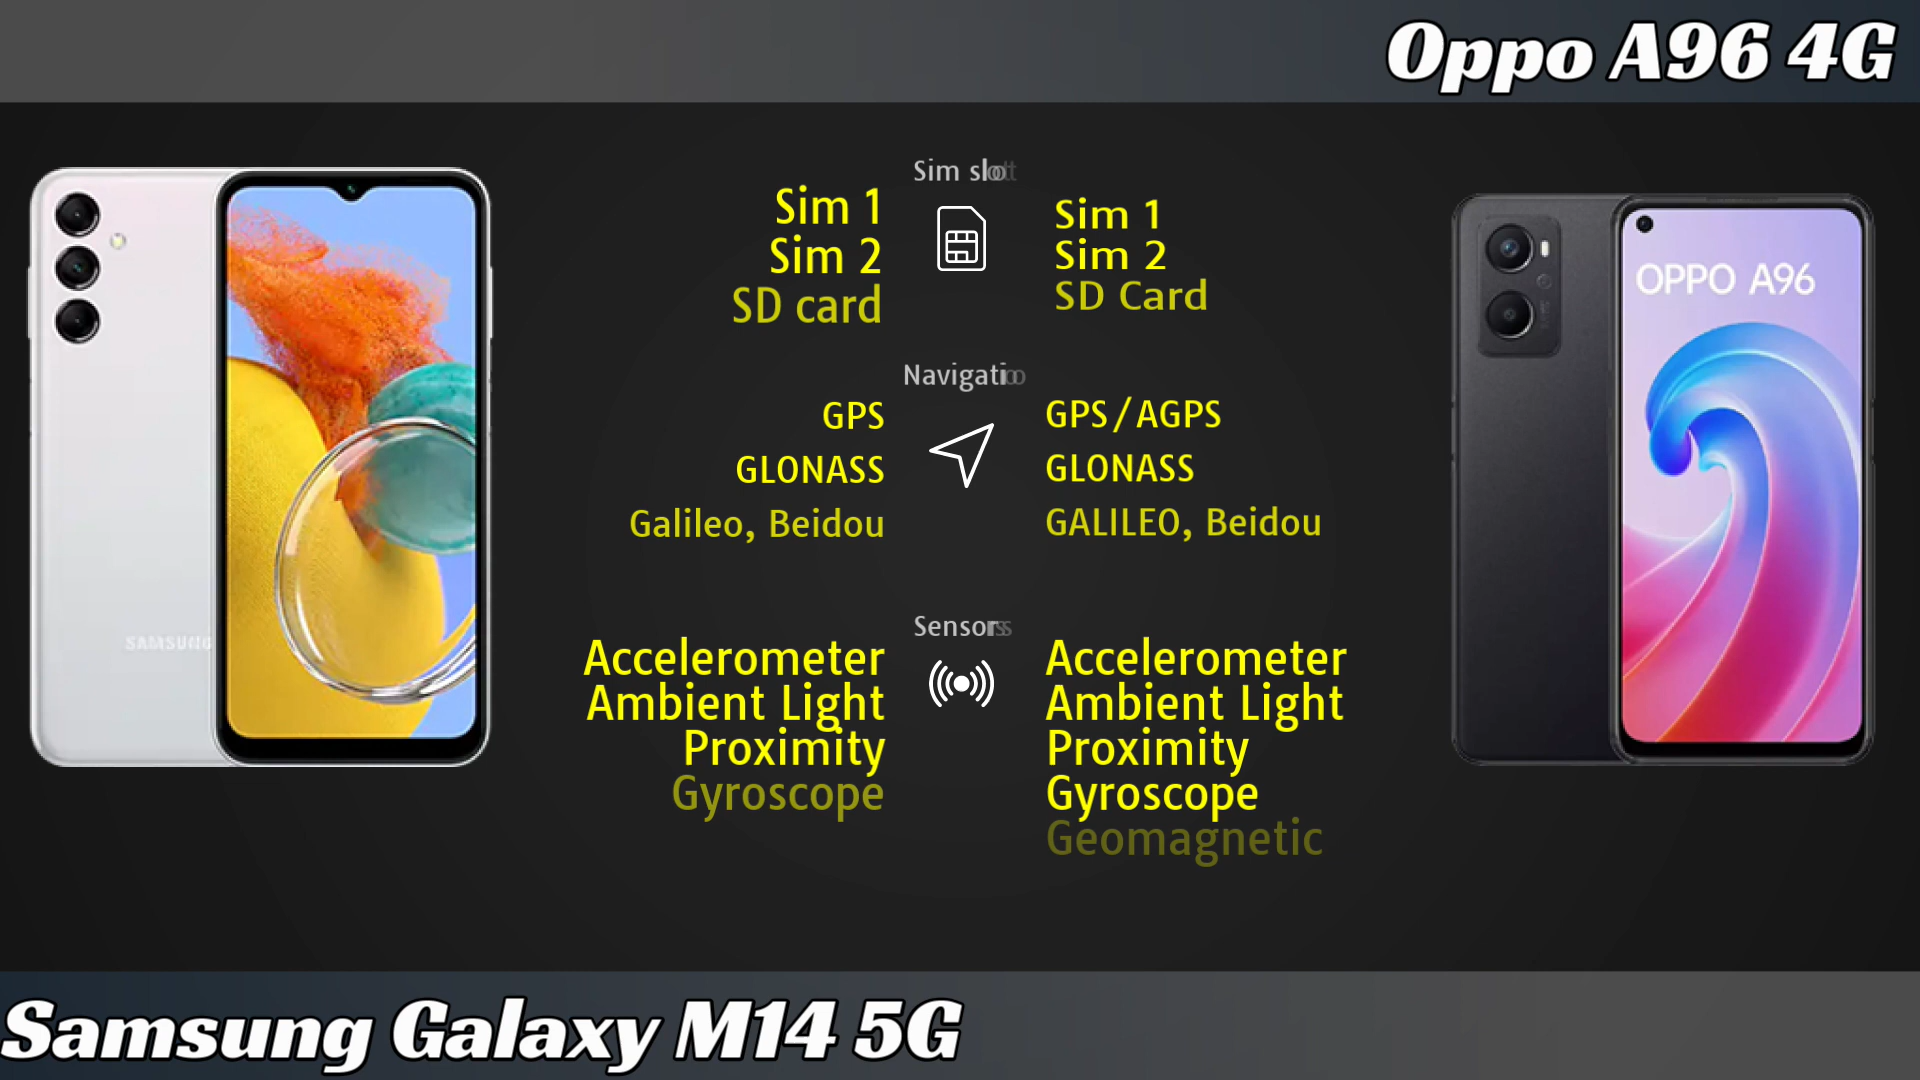 Oppo A96 4G
Sim slot
Sim 1
Sim 2
SD card
Sim 1
Sim 2
SD Card
Navigatio
GPS
GLONASS
Galileo, Beidou
GPS/AGPS
GLONASS
GALILEO, Beidou
Sensors
Accelerometer
Ambient Light
Proximity
Gyroscope
Accelerometer
Ambient Light
Proximity
Gyroscope
Geomagnetic
SAMSUNG
OPPO A96
Samsung Galaxy M14 5G